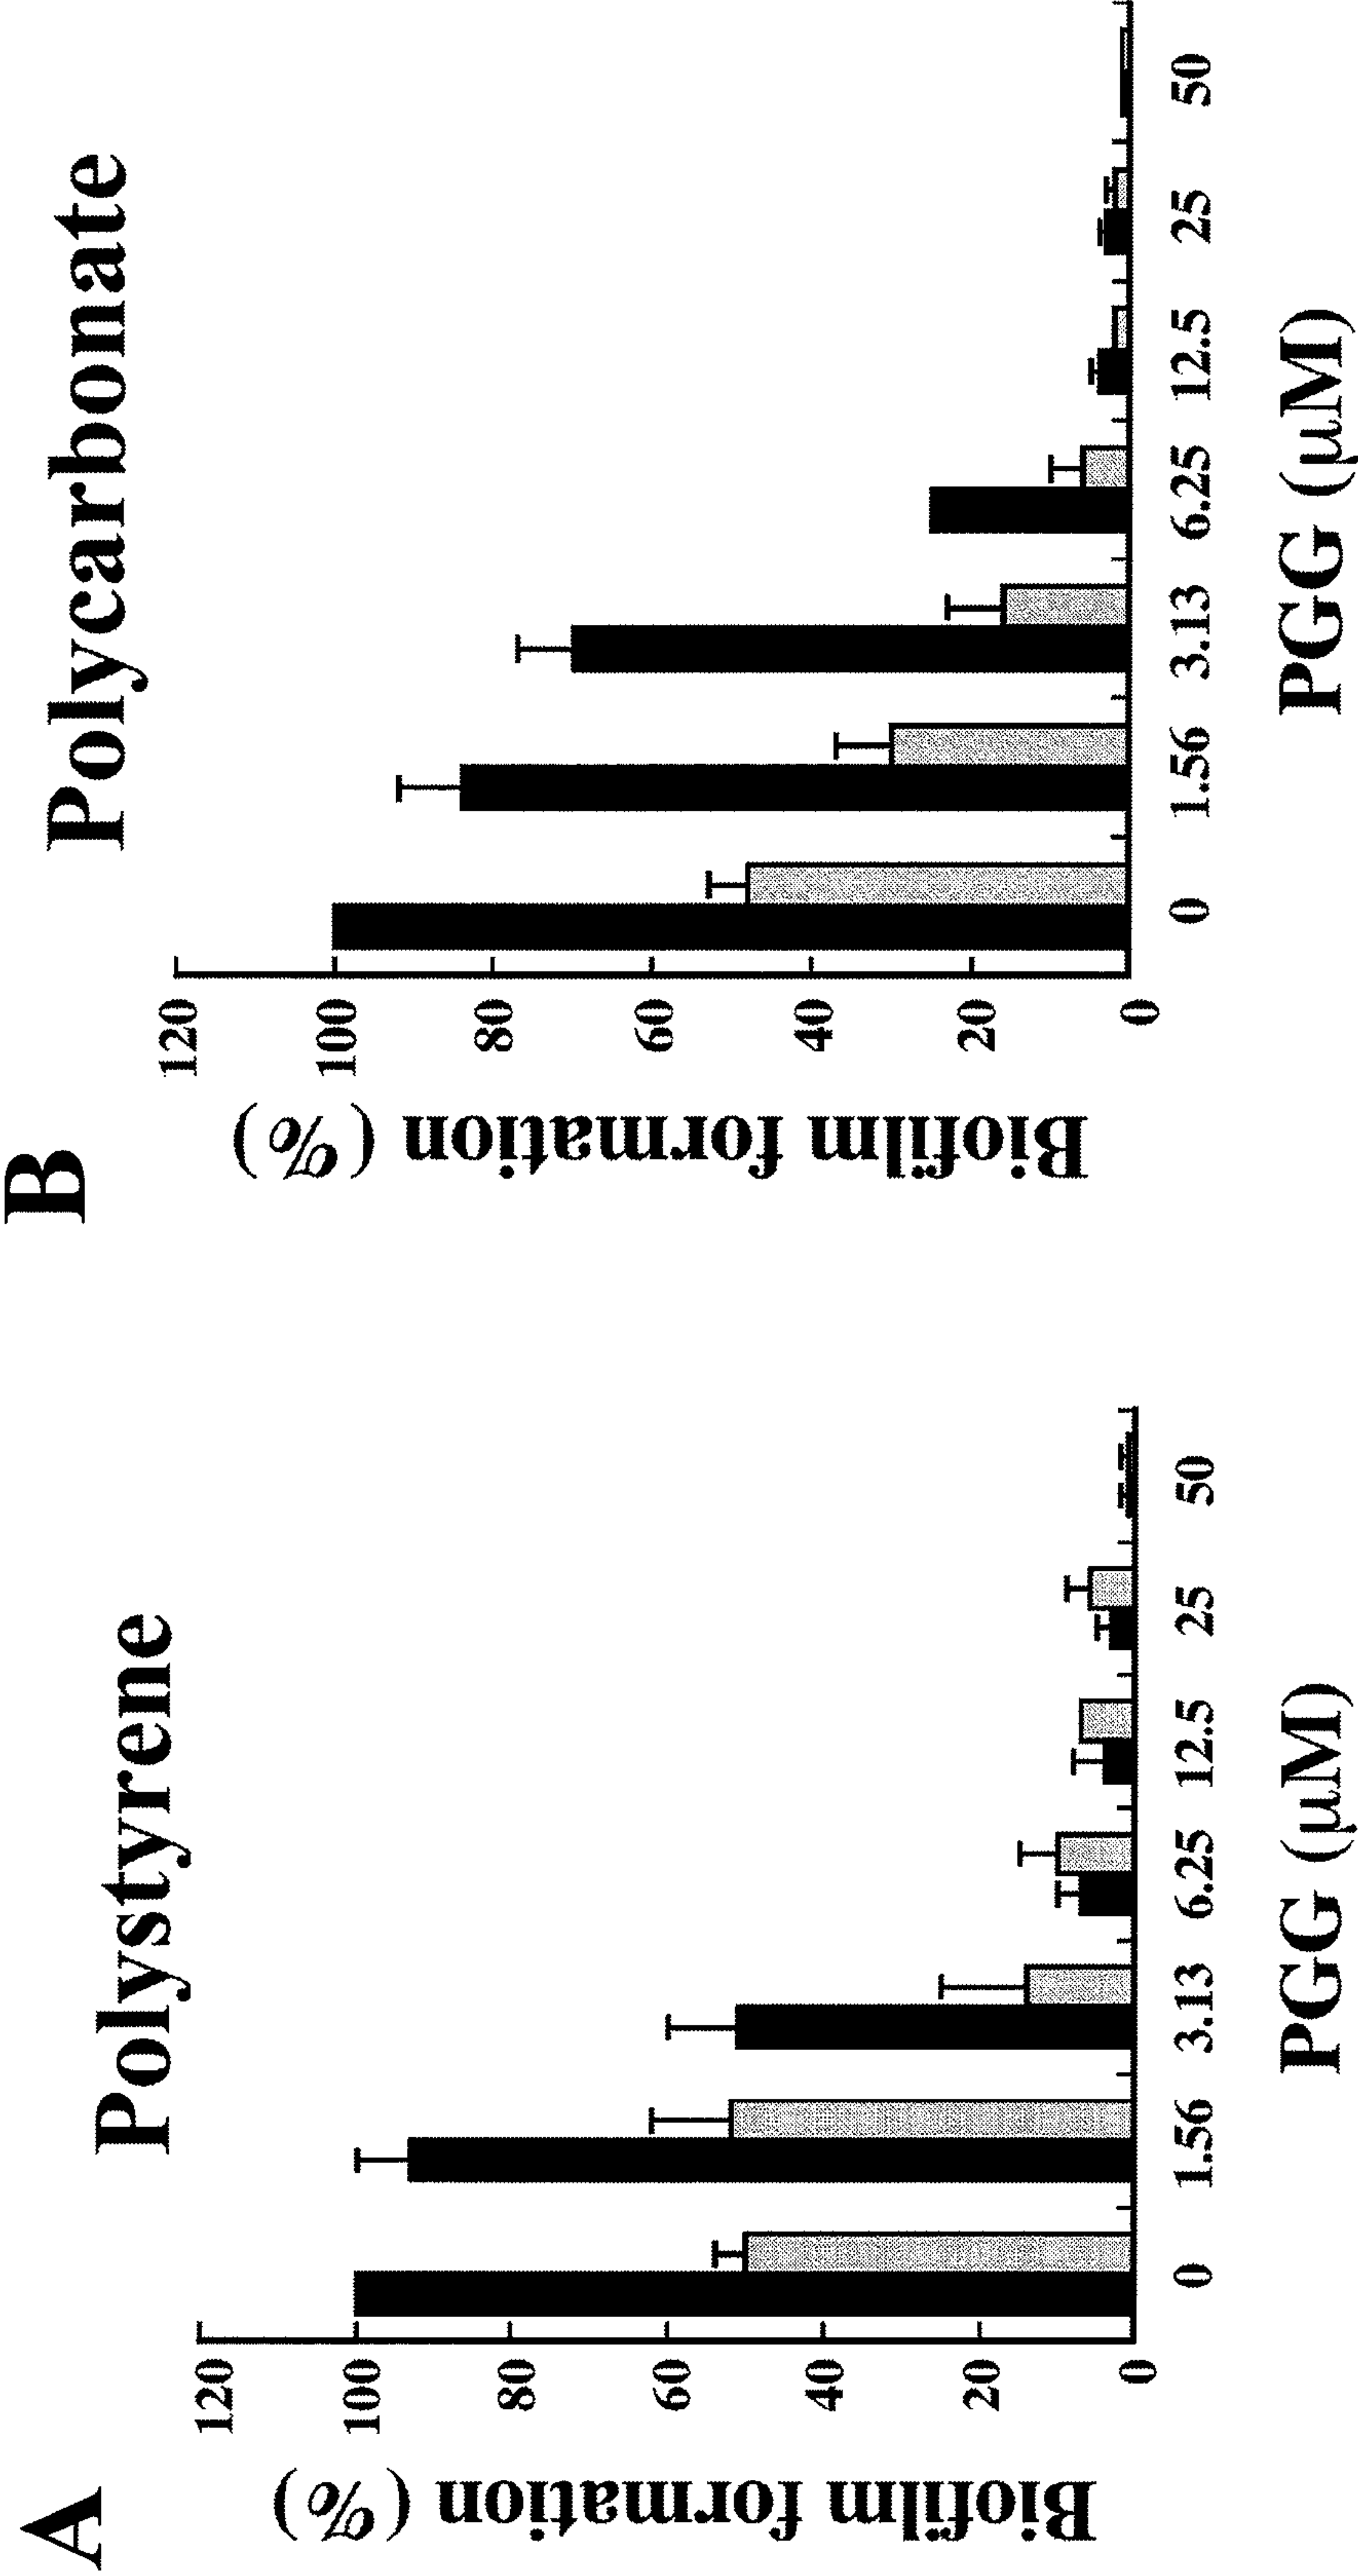 A
Polystyrene
Biofilm formation (%)
120
100
80
60
40
20
0
0 1.56 3.13 6.25 12.5 25 50
PGG (μM)
B
Polycarbonate
Biofilm formation (%)
120
100
80
60
40
20
0
0 1.56 3.13 6.25 12.5 25 50
PGG (μM)